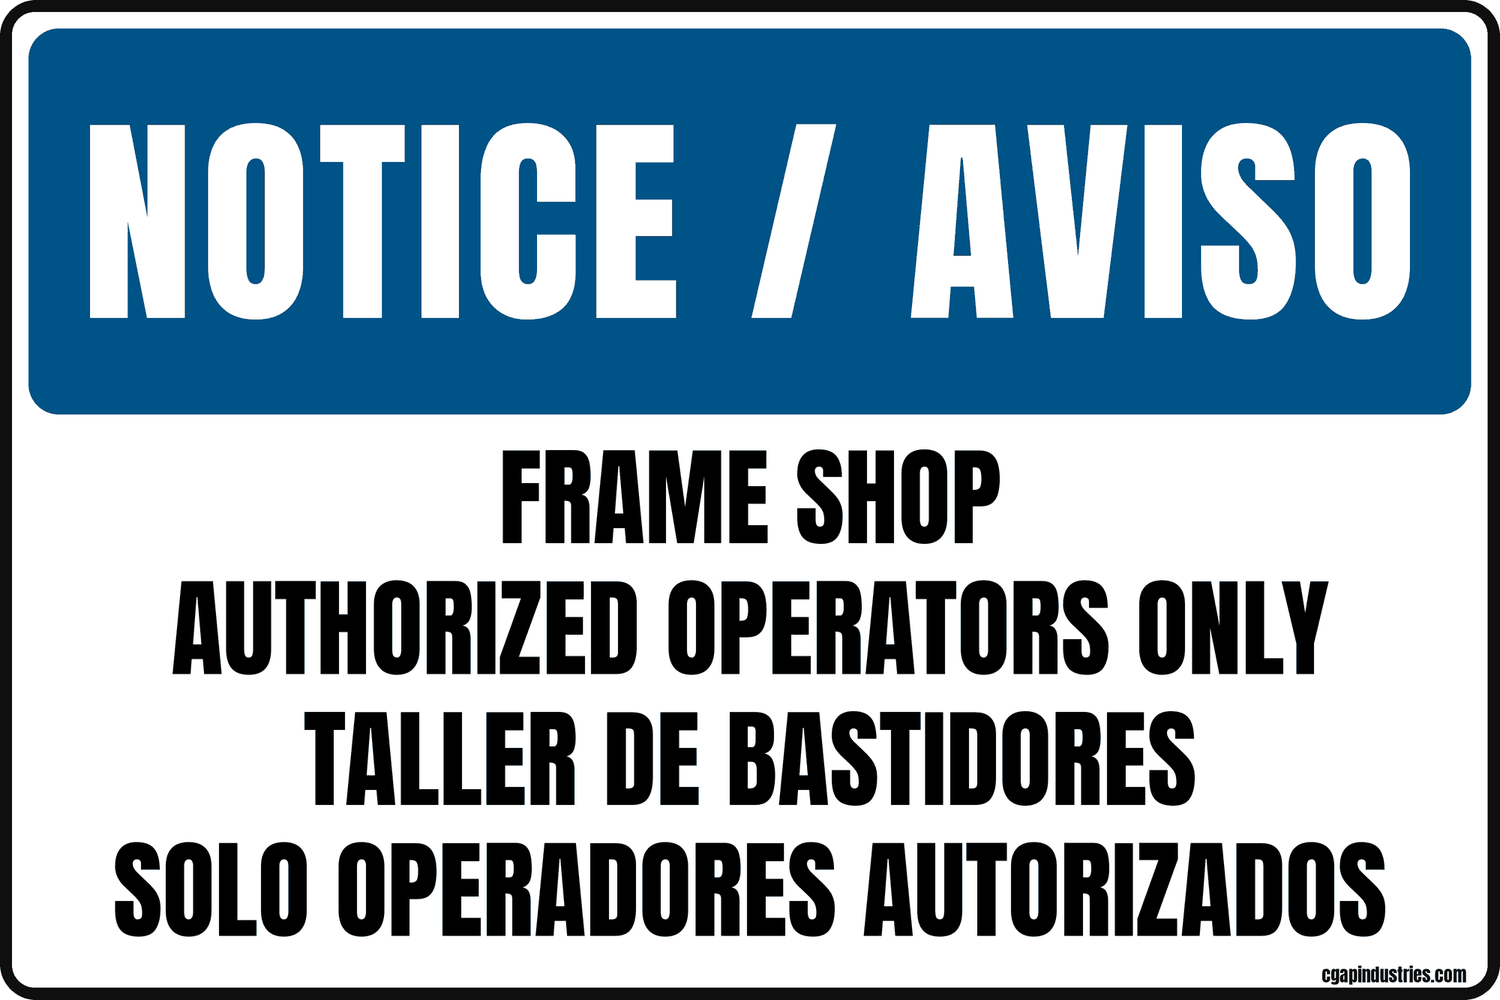 NOTICE / AVISO
FRAME SHOP
AUTHORIZED OPERATORS ONLY
TALLER DE BASTIDORES
SOLO OPERADORES AUTORIZADOS
cgapindustries.com